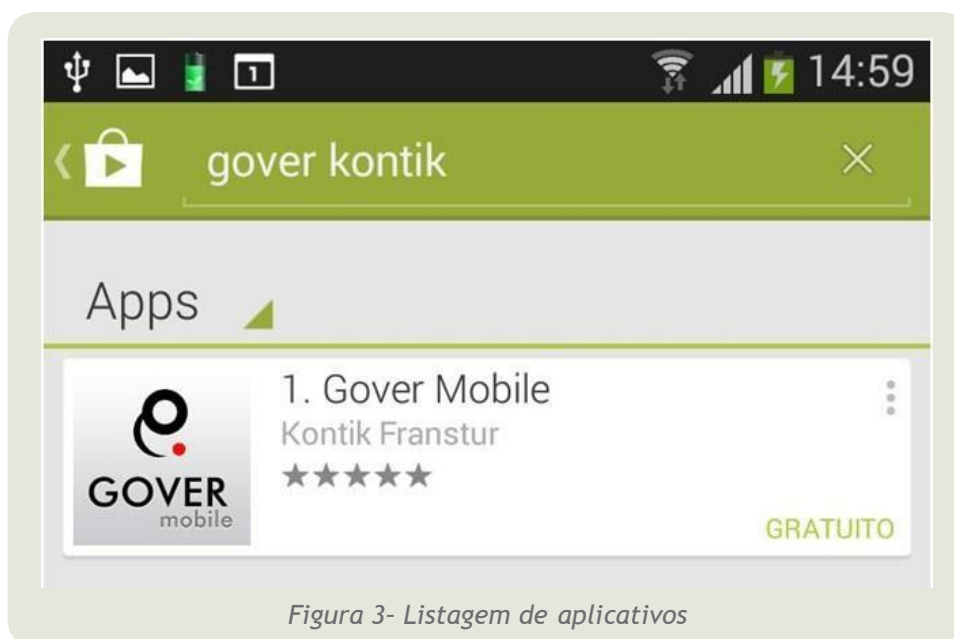 14:59
gover kontik
Apps
1. Gover Mobile
Kontik Franstur
GOVER
mobile
GRATUITO
Figura 3- Listagem de aplicativos